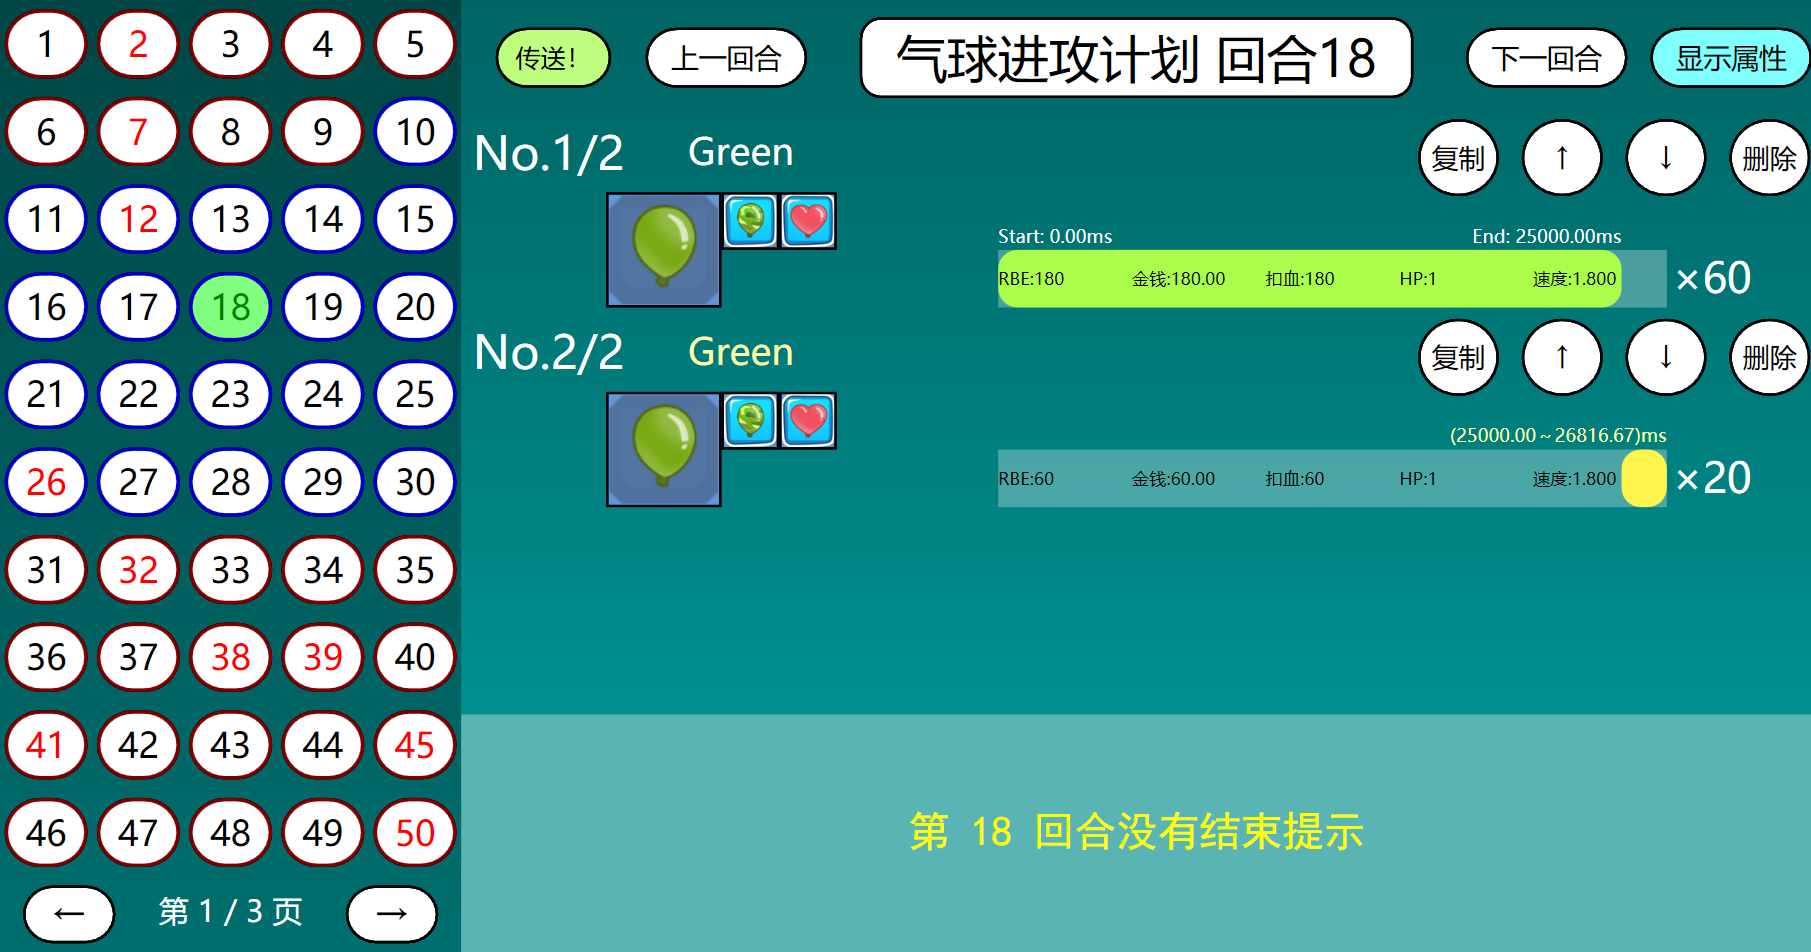 1 2 3 4 5
6 7 8 9 10
11 12 13 14 15
16 17 18 19 20
21 22 23 24 25
26 27 28 29 30
31 32 33 34 35
36 37 38 39 40
41 42 43 44 45
46 47 48 49 50
← 第 1 / 3 页 →
传送! 上一回合 气球进攻计划 回合18 下一回合 显示属性
No.1/2 Green 复制 ↑ ↓ 删除
Start: 0.00ms End: 25000.00ms
RBE:180 金钱:180.00 扣血:180 HP:1 速度:1.800 ×60
No.2/2 Green 复制 ↑ ↓ 删除
(25000.00～26816.67)ms
RBE:60 金钱:60.00 扣血:60 HP:1 速度:1.800 ×20
第 18 回合没有结束提示